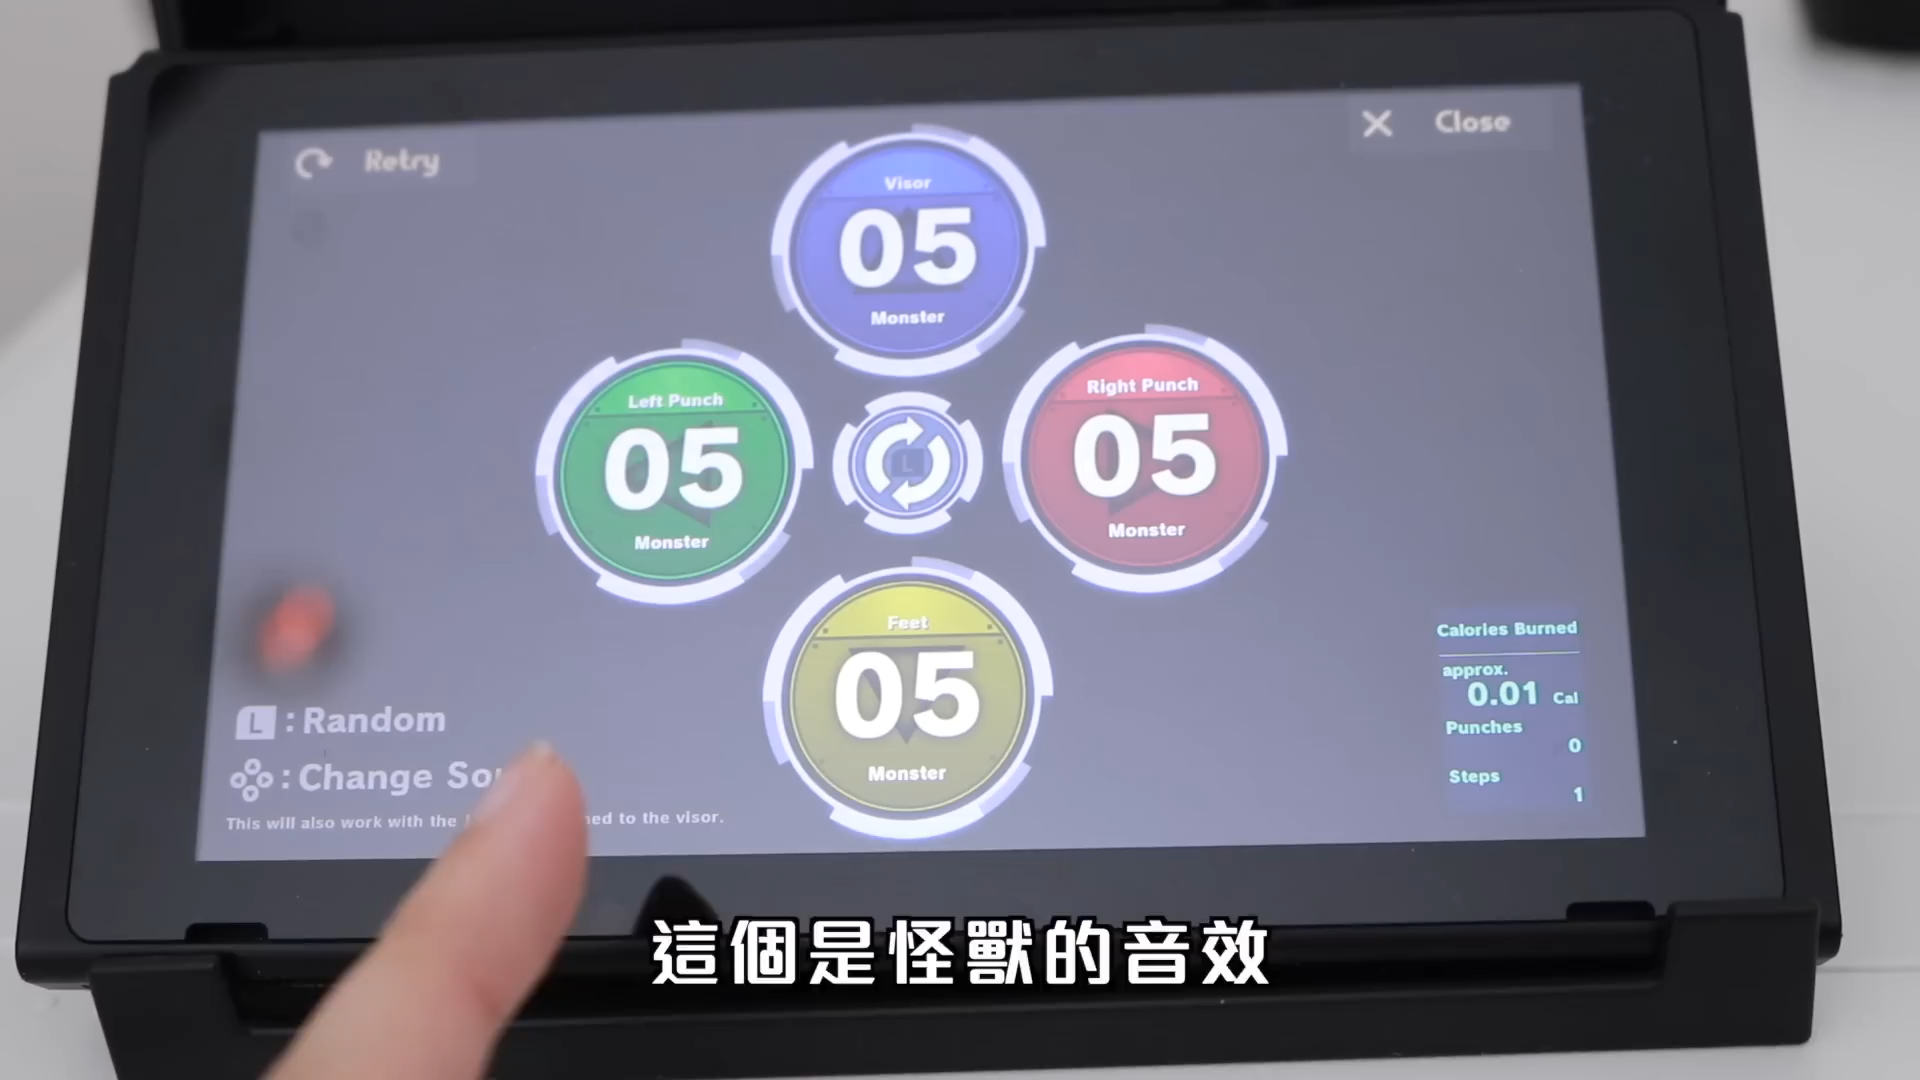 Retry
Close
Visor
05
Monster
Left Punch
05
Monster
Right Punch
05
Monster
Feet
05
Monster
Calories Burned
approx.
0.01 Cal
Punches
0
Steps
1
L : Random
: Change
This will also work with the
to the visor.
這個是怪獸的音效